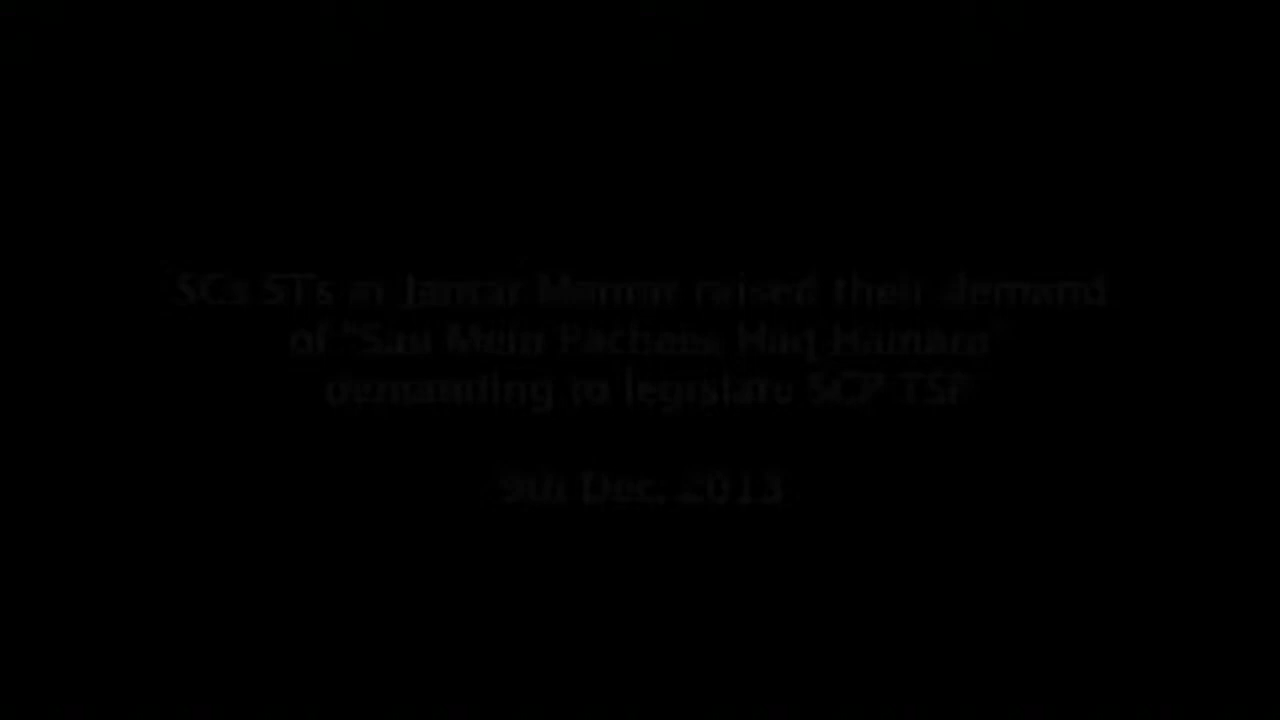 SCs STs in Jantar Mantar raised their demand
of "Sau Mein Pachees Haq Hamara"
demanding to legislate SCP TSP
9th Dec, 2013